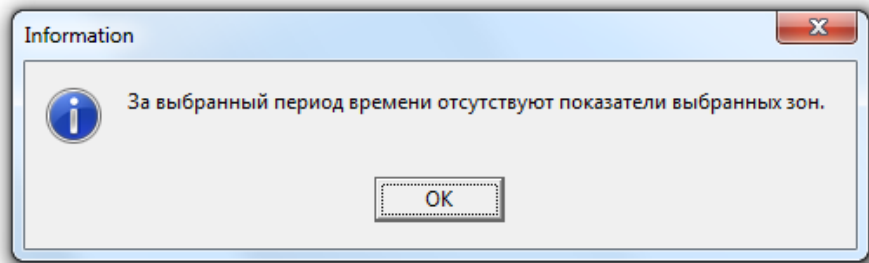 Information
За выбранный период времени отсутствуют показатели выбранных зон.
OK